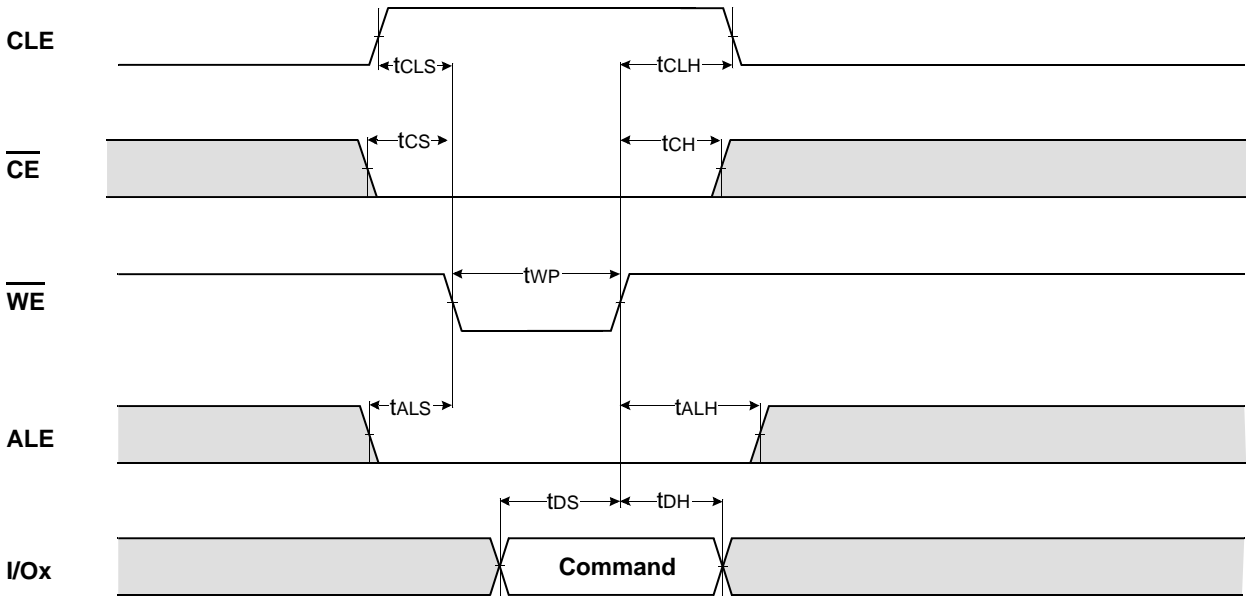 CLE
tCLS
tCLH
CE
tCS
tCH
WE
tWP
ALE
tALS
tALH
I/Ox
tDS
tDH
Command